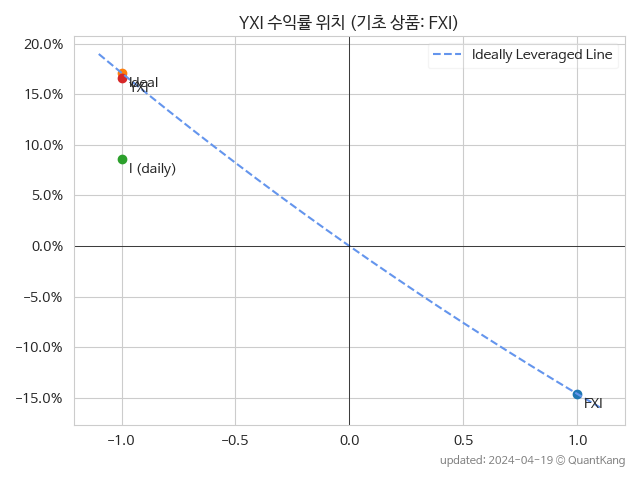 YXI 수익률 위치 (기초 상품: FXI)
Ideally Leveraged Line
20.0%
15.0%
10.0%
5.0%
0.0%
−5.0%
−10.0%
−15.0%
Ideal
YXI
I (daily)
FXI
−1.0 −0.5 0.0 0.5 1.0
updated: 2024-04-19 © QuantKang